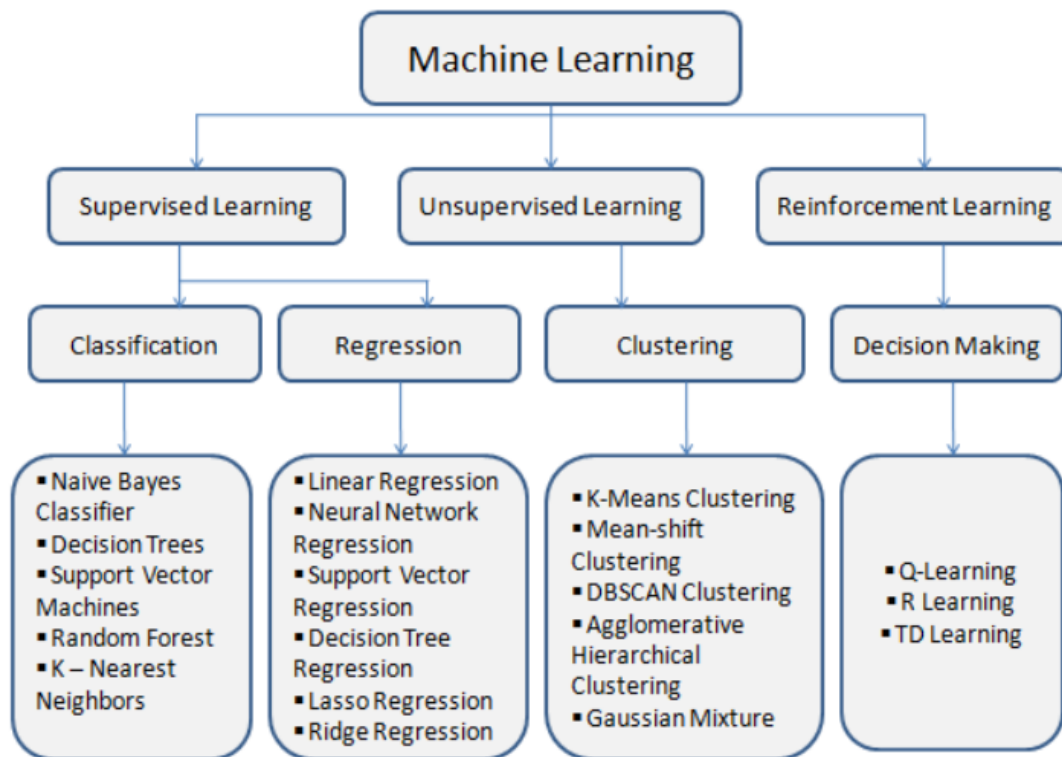 Machine Learning
Supervised Learning
Unsupervised Learning
Reinforcement Learning
Classification
Regression
Clustering
Decision Making
▪ Naive Bayes
Classifier
▪ Decision Trees
▪ Support Vector
Machines
▪ Random Forest
▪ K – Nearest
Neighbors
▪ Linear Regression
▪ Neural Network
Regression
▪ Support Vector
Regression
▪ Decision Tree
Regression
▪ Lasso Regression
▪ Ridge Regression
▪ K-Means Clustering
▪ Mean-shift
Clustering
▪ DBSCAN Clustering
▪ Agglomerative
Hierarchical
Clustering
▪ Gaussian Mixture
▪ Q-Learning
▪ R Learning
▪ TD Learning